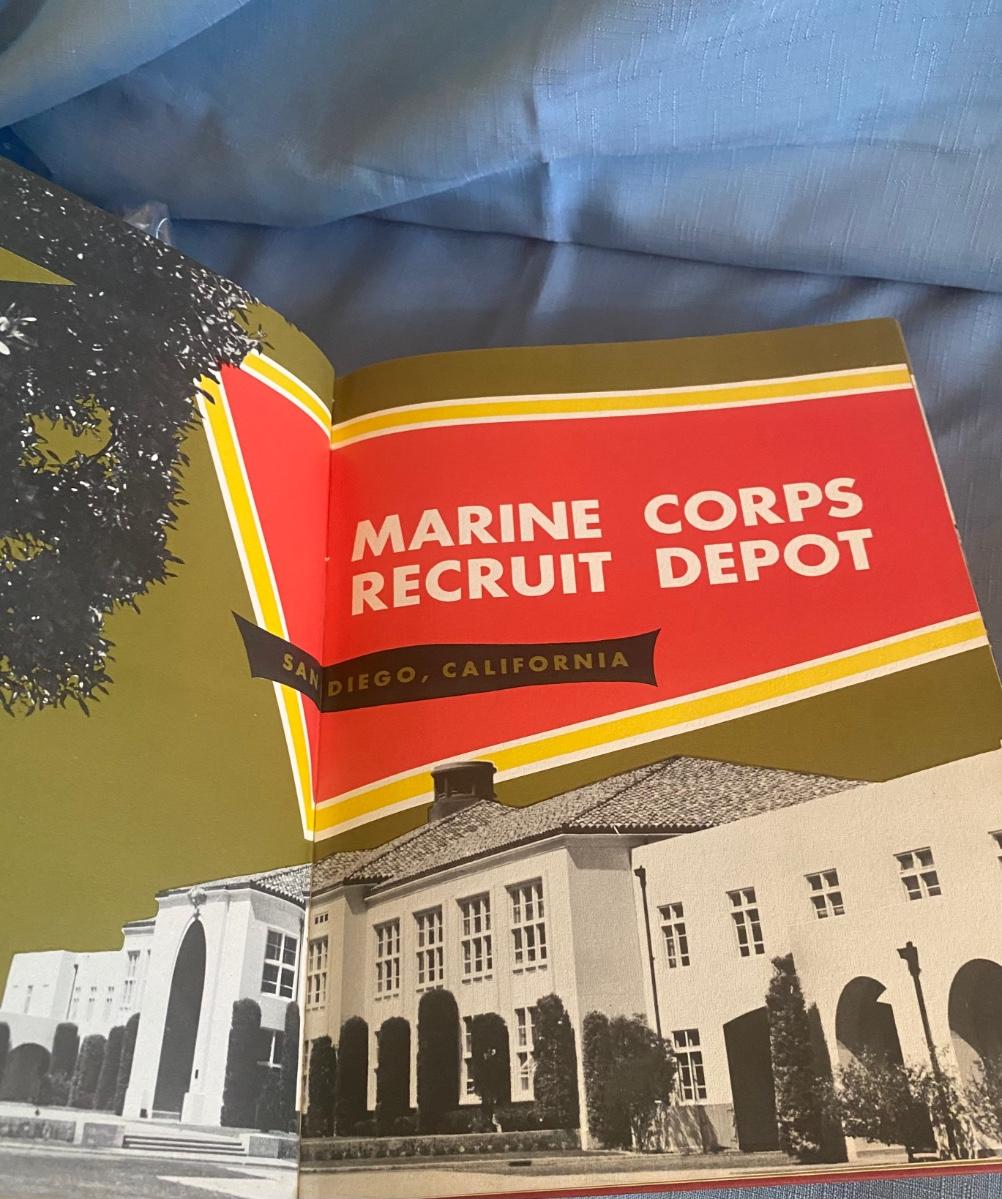 MARINE CORPS
RECRUIT DEPOT
SAN DIEGO, CALIFORNIA